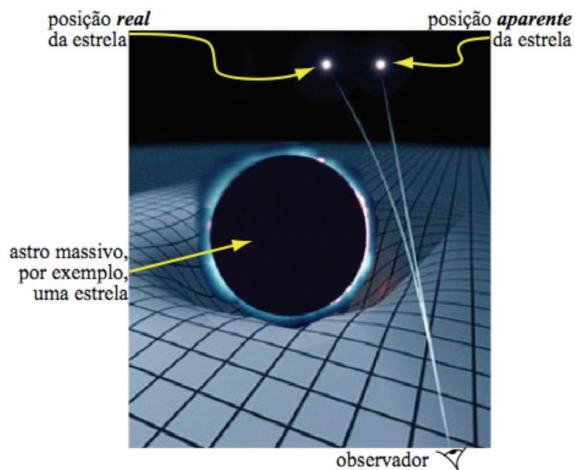 posição real
da estrela
posição aparente
da estrela
astro massivo,
por exemplo,
uma estrela
observador